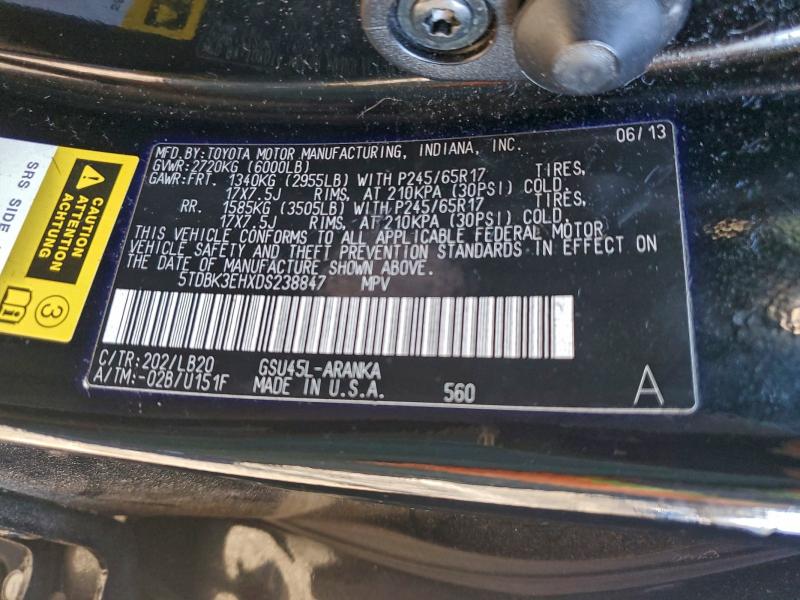 06/13
MFD.BY:TOYOTA MOTOR MANUFACTURING, INDIANA, INC.
GVWR:2720KG (6000LB)
GAWR:FRT. 1340KG (2955LB) WITH P245/65R17 TIRES,
17X7.5J RIMS, AT 210KPA (30PSI) COLD.
RR. 1585KG (3505LB) WITH P245/65R17 TIRES,
17X7.5J RIMS, AT 210KPA (30PSI) COLD.
THIS VEHICLE CONFORMS TO ALL APPLICABLE FEDERAL MOTOR
VEHICLE SAFETY AND THEFT PREVENTION STANDARDS IN EFFECT ON
THE DATE OF MANUFACTURE SHOWN ABOVE.
5TDBK3EHXDS238847 MPV
C/TR:202/LB20 GSU45L-ARANKA
A/TM:-02B/U151F MADE IN U.S.A. 560 A
SRS SIDE
CAUTION
ATTENTION
ACHTUNG
3